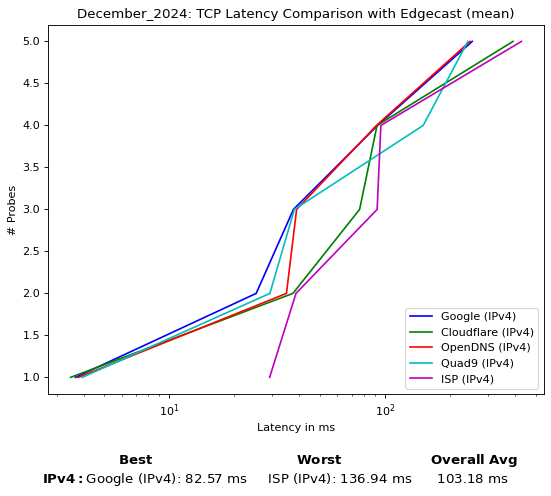 December_2024: TCP Latency Comparison with Edgecast (mean)
# Probes
5.0
4.5
4.0
3.5
3.0
2.5
2.0
1.5
1.0
Google (IPv4)
Cloudflare (IPv4)
OpenDNS (IPv4)
Quad9 (IPv4)
ISP (IPv4)
10¹ 10²
Latency in ms
Best Worst Overall Avg
IPv4: Google (IPv4): 82.57 ms ISP (IPv4): 136.94 ms 103.18 ms